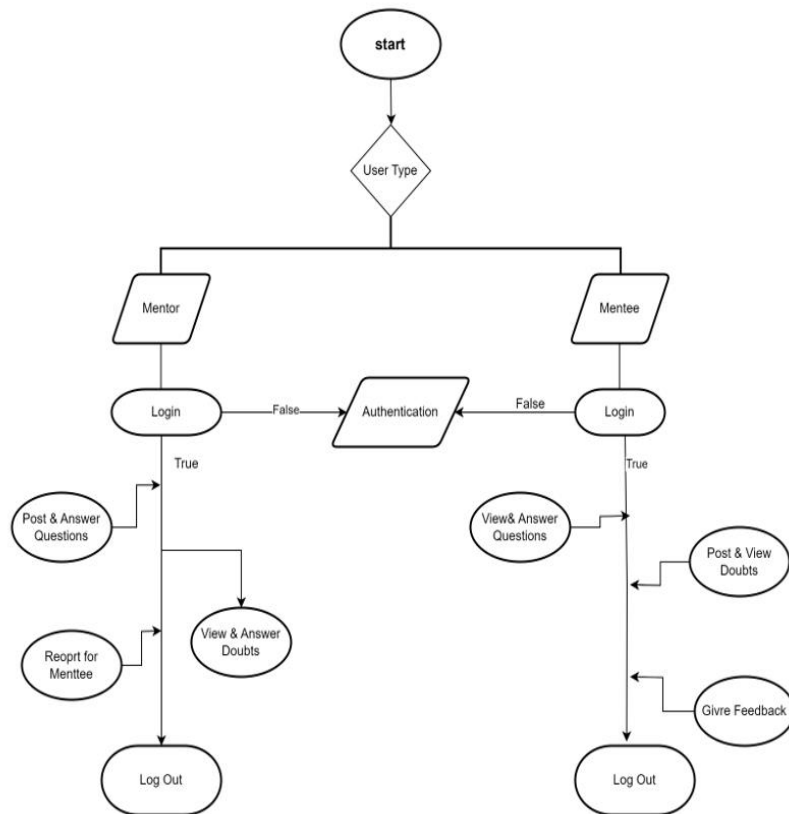 start
User Type
Mentor
Mentee
Login
False
Authentication
False
Login
True
True
Post & Answer
Questions
View& Answer
Questions
Post & View
Doubts
View & Answer
Doubts
Reoprt for
Menttee
Givre Feedback
Log Out
Log Out